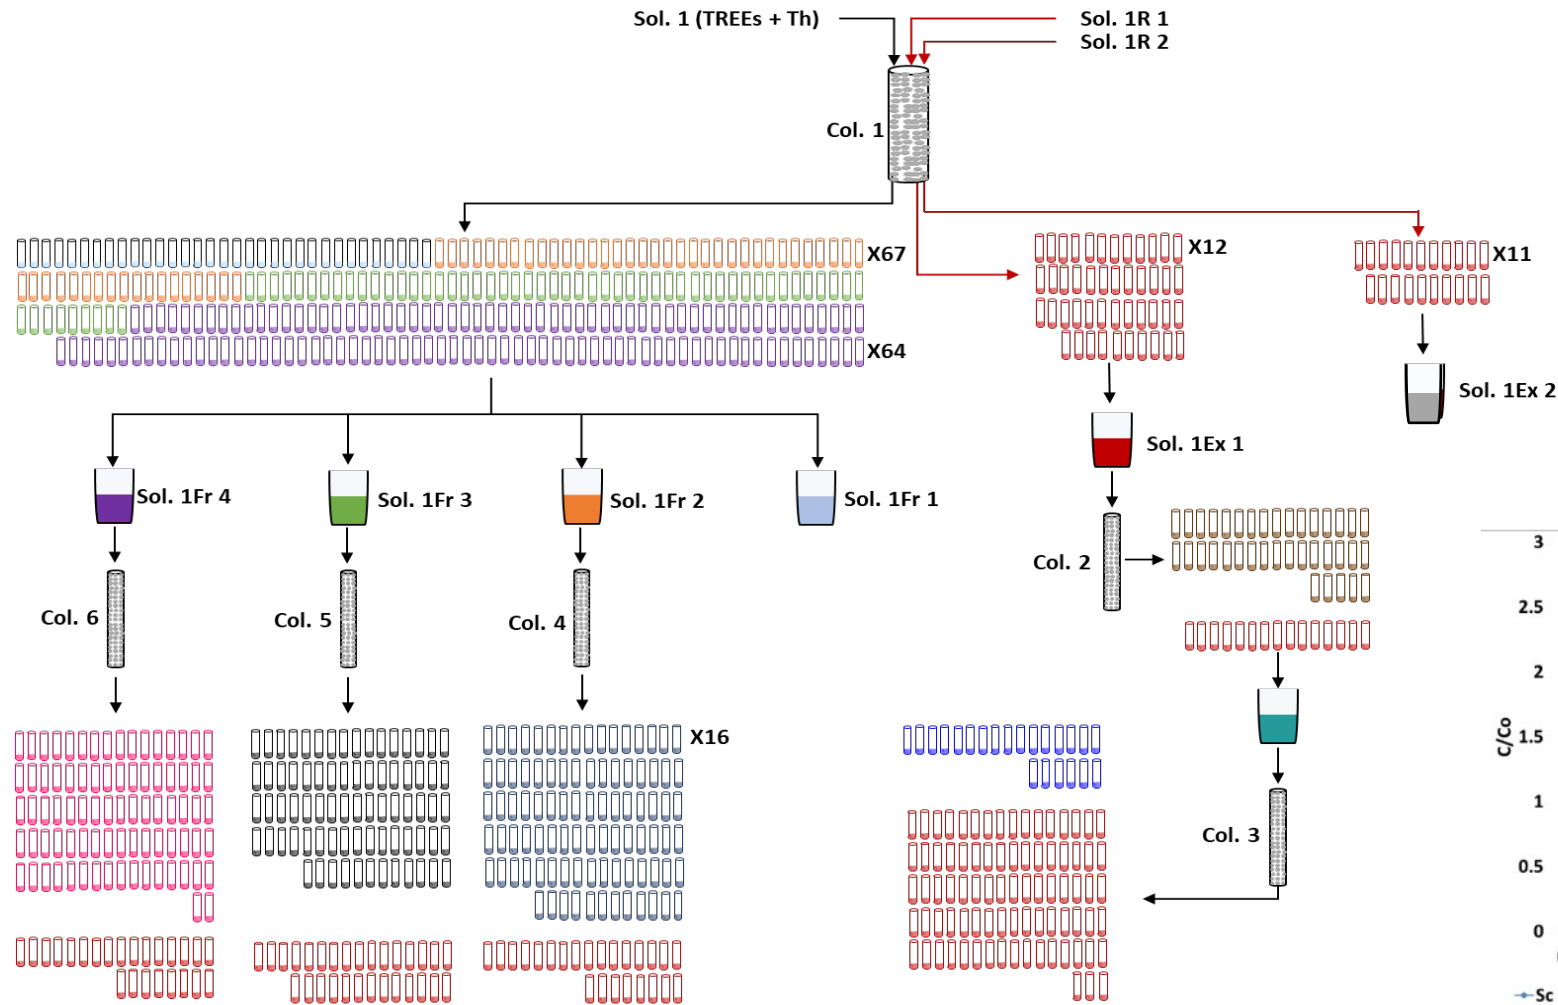 Sol. 1 (TREEs + Th)
Sol. 1R 1
Sol. 1R 2
Col. 1
X67
X64
X12
X11
Sol. 1Ex 2
Sol. 1Ex 1
Sol. 1Fr 4
Sol. 1Fr 3
Sol. 1Fr 2
Sol. 1Fr 1
Col. 2
Col. 6
Col. 5
Col. 4
X16
Col. 3
C/Co
3
2.5
2
1.5
1
0.5
0
Sc